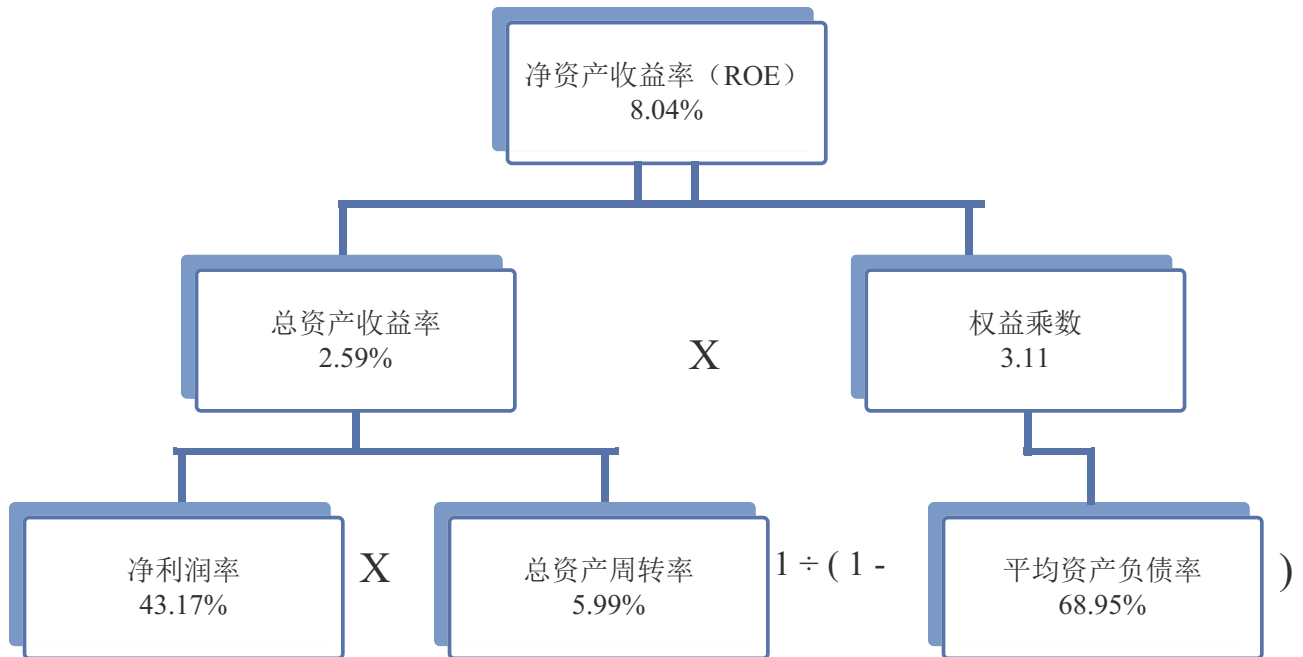 净资产收益率（ROE）
8.04%
总资产收益率
2.59%
X
权益乘数
3.11
净利润率
43.17%
X
总资产周转率
5.99%
1 ÷ ( 1 -
平均资产负债率
68.95%
)